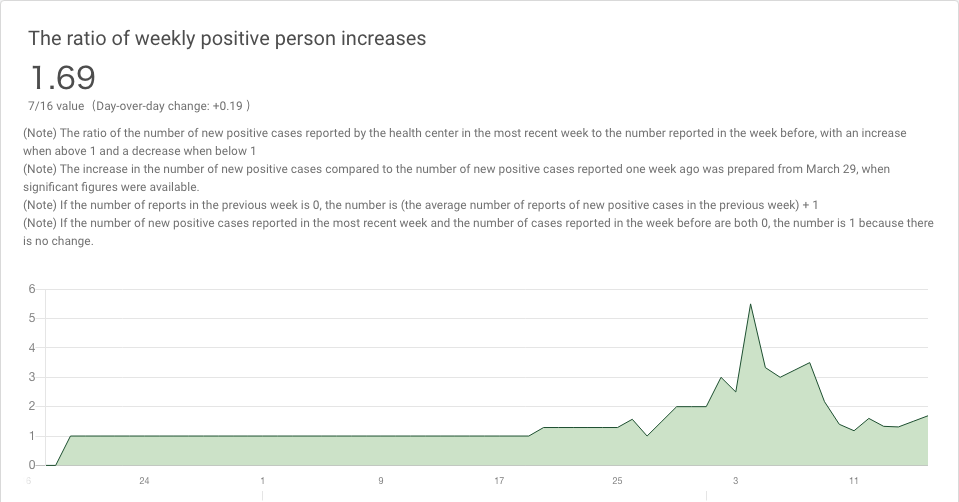 The ratio of weekly positive person increases
1.69
7/16 value（Day-over-day change: +0.19 ）
(Note) The ratio of the number of new positive cases reported by the health center in the most recent week to the number reported in the week before, with an increase
when above 1 and a decrease when below 1
(Note) The increase in the number of new positive cases compared to the number of new positive cases reported one week ago was prepared from March 29, when
significant figures were available.
(Note) If the number of reports in the previous week is 0, the number is (the average number of reports of new positive cases in the previous week) + 1
(Note) If the number of new positive cases reported in the most recent week and the number of cases reported in the week before are both 0, the number is 1 because there
is no change.
6
5
4
3
2
1
0
24 1 9 17 25 3 11